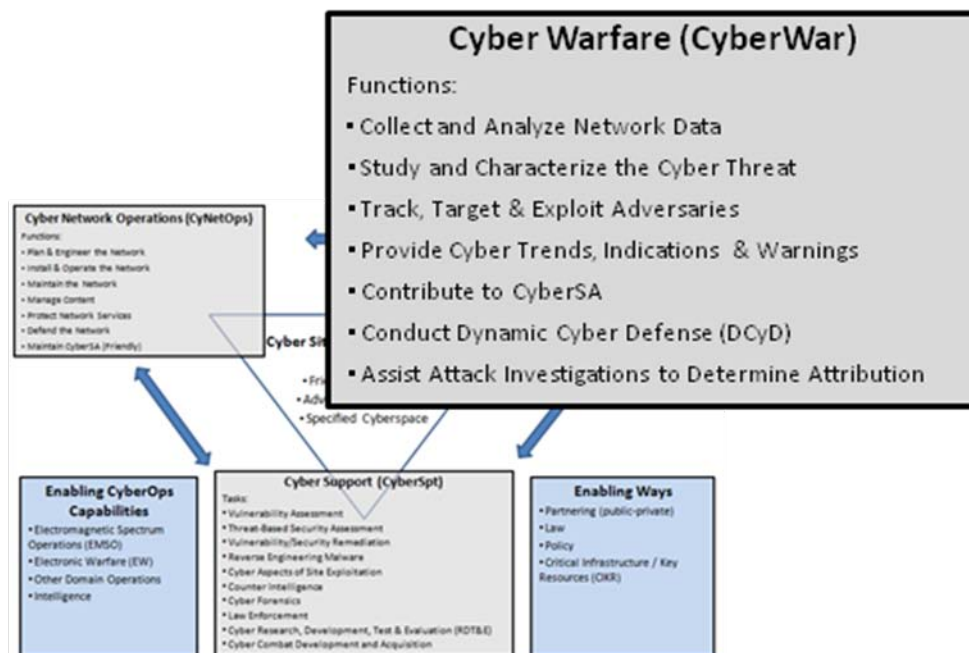 Cyber Warfare (CyberWar)
Functions:
▪ Collect and Analyze Network Data
▪ Study and Characterize the Cyber Threat
▪ Track, Target & Exploit Adversaries
▪ Provide Cyber Trends, Indications & Warnings
▪ Contribute to CyberSA
▪ Conduct Dynamic Cyber Defense (DCyD)
▪ Assist Attack Investigations to Determine Attribution
Cyber Network Operations (CyNetOps)
Functions:
• Plan & Engineer the Network
• Install & Operate the Network
• Maintain the Network
• Manage Content
• Protect Network Services
• Defend the Network
• Maintain CyberSA (Friendly)
Cyber
•
•
• Specified Cyberspace
Enabling CyberOps
Capabilities
• Electromagnetic Spectrum
Operations (EMSO)
• Electronic Warfare (EW)
• Other Domain Operations
• Intelligence
Cyber Support (CyberSpt)
Tasks:
• Vulnerability Assessment
• Threat-Based Security Assessment
• Vulnerability/Security Remediation
• Reverse Engineering Malware
• Cyber Aspects of Site Exploitation
• Counter Intelligence
• Cyber Forensics
• Law Enforcement
• Cyber Research, Development, Test & Evaluation (RDT&E)
• Cyber Combat Development and Acquisition
Enabling Ways
• Partnering (public-private)
• Law
• Policy
• Critical Infrastructure / Key
Resources (CIKR)